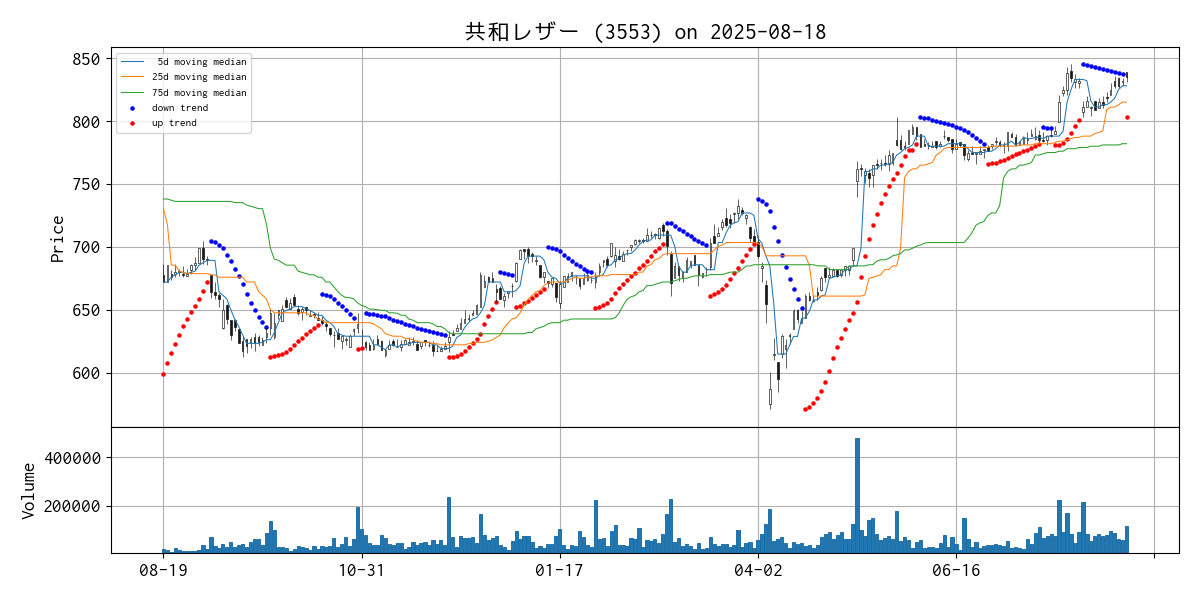 共和レザー (3553) on 2025-08-18
850
800
750
700
650
600
Price
5d moving median
25d moving median
75d moving median
down trend
up trend
400000
200000
Volume
08-19 10-31 01-17 04-02 06-16